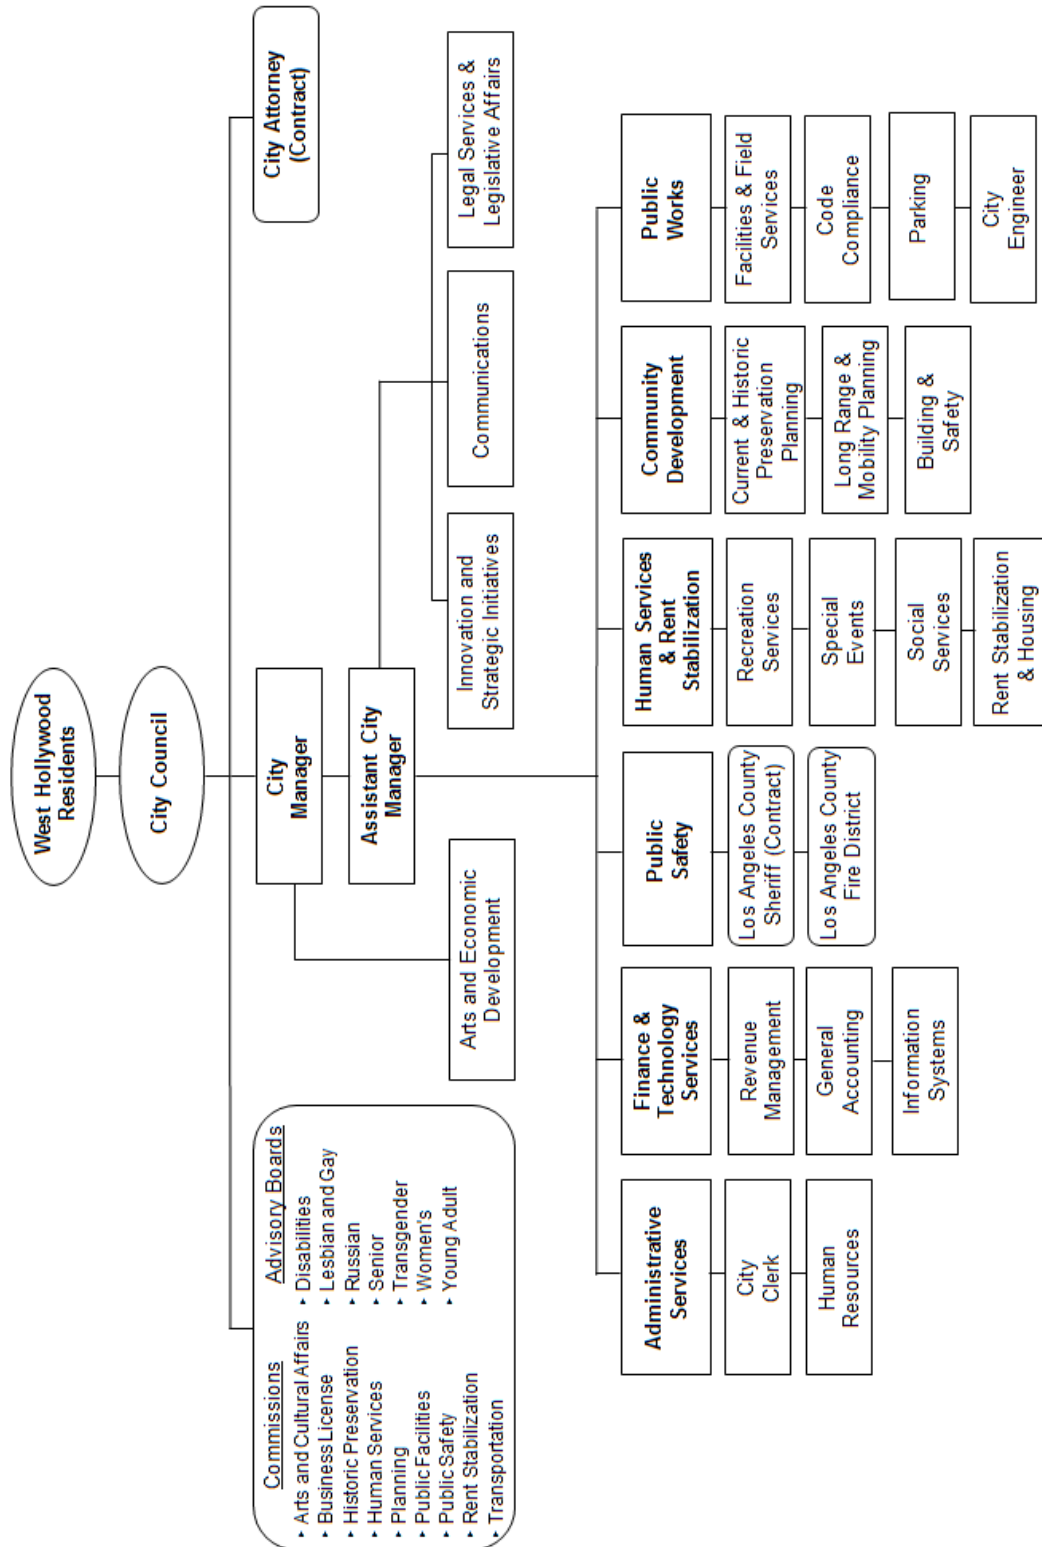 West Hollywood
Residents
City Council
City
Manager
Assistant City
Manager
City Attorney
(Contract)
Commissions
▸ Arts and Cultural Affairs
▸ Business License
▸ Historic Preservation
▸ Human Services
▸ Planning
▸ Public Facilities
▸ Public Safety
▸ Rent Stabilization
▸ Transportation
Advisory Boards
▸ Disabilities
▸ Lesbian and Gay
▸ Russian
▸ Senior
▸ Transgender
▸ Women's
▸ Young Adult
Arts and Economic
Development
Innovation and
Strategic Initiatives
Communications
Legal Services &
Legislative Affairs
Administrative
Services
City
Clerk
Human
Resources
Finance &
Technology
Services
Revenue
Management
General
Accounting
Information
Systems
Public
Safety
Los Angeles County
Sheriff (Contract)
Los Angeles County
Fire District
Human Services
& Rent
Stabilization
Recreation
Services
Special
Events
Social
Services
Rent Stabilization
& Housing
Community
Development
Current & Historic
Preservation
Planning
Long Range &
Mobility Planning
Building &
Safety
Public
Works
Facilities & Field
Services
Code
Compliance
Parking
City
Engineer